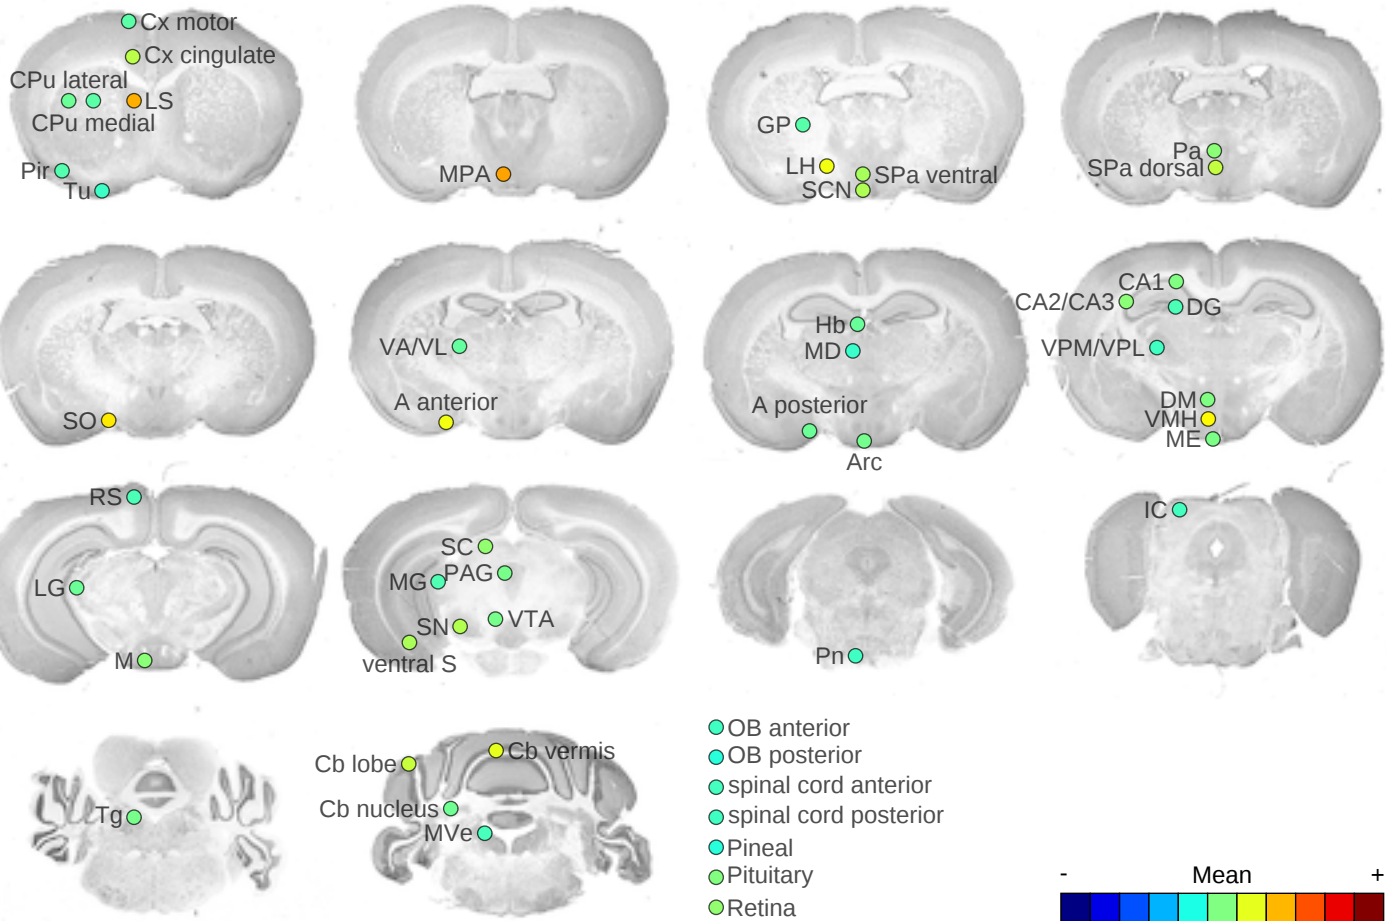 Cx motor
Cx cingulate
CPu lateral
LS
CPu medial
Pir
Tu
MPA
GP
LH
SPa ventral
SCN
Pa
SPa dorsal
SO
VA/VL
A anterior
Hb
MD
A posterior
Arc
CA1
CA2/CA3
DG
VPM/VPL
DM
VMH
ME
RS
LG
M
SC
MG
PAG
SN
VTA
ventral S
Pn
IC
Tg
Cb lobe
Cb vermis
Cb nucleus
MVe
OB anterior
OB posterior
spinal cord anterior
spinal cord posterior
Pineal
Pituitary
Retina
- Mean +